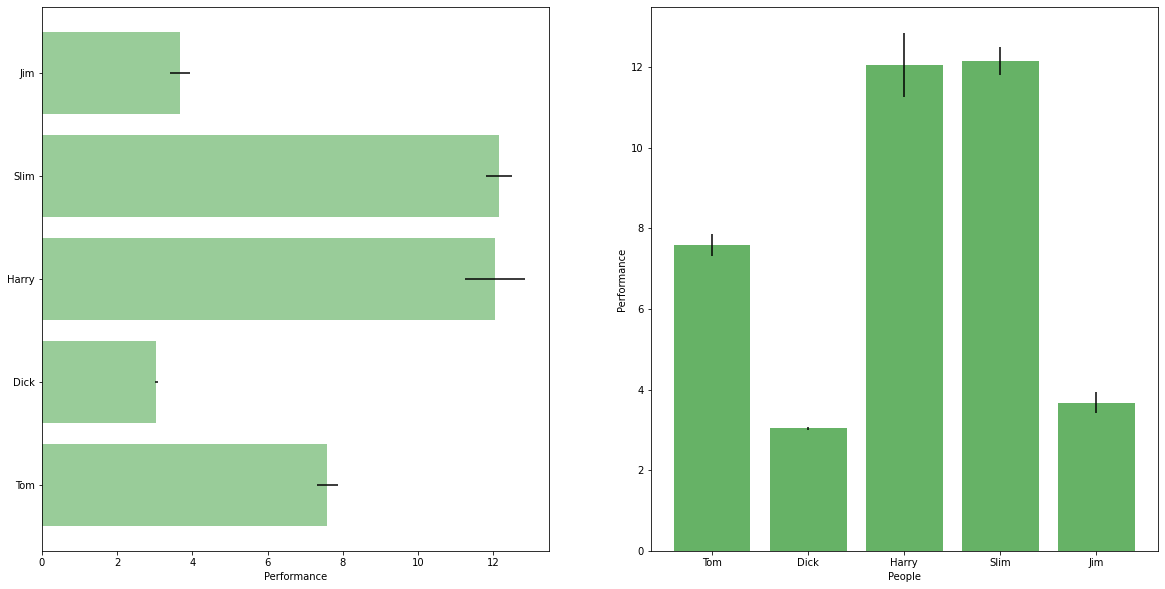 Jim
Slim
Harry
Dick
Tom
0 2 4 6 8 10 12
Performance
12
10
8
6
4
2
0
Performance
Tom Dick Harry Slim Jim
People